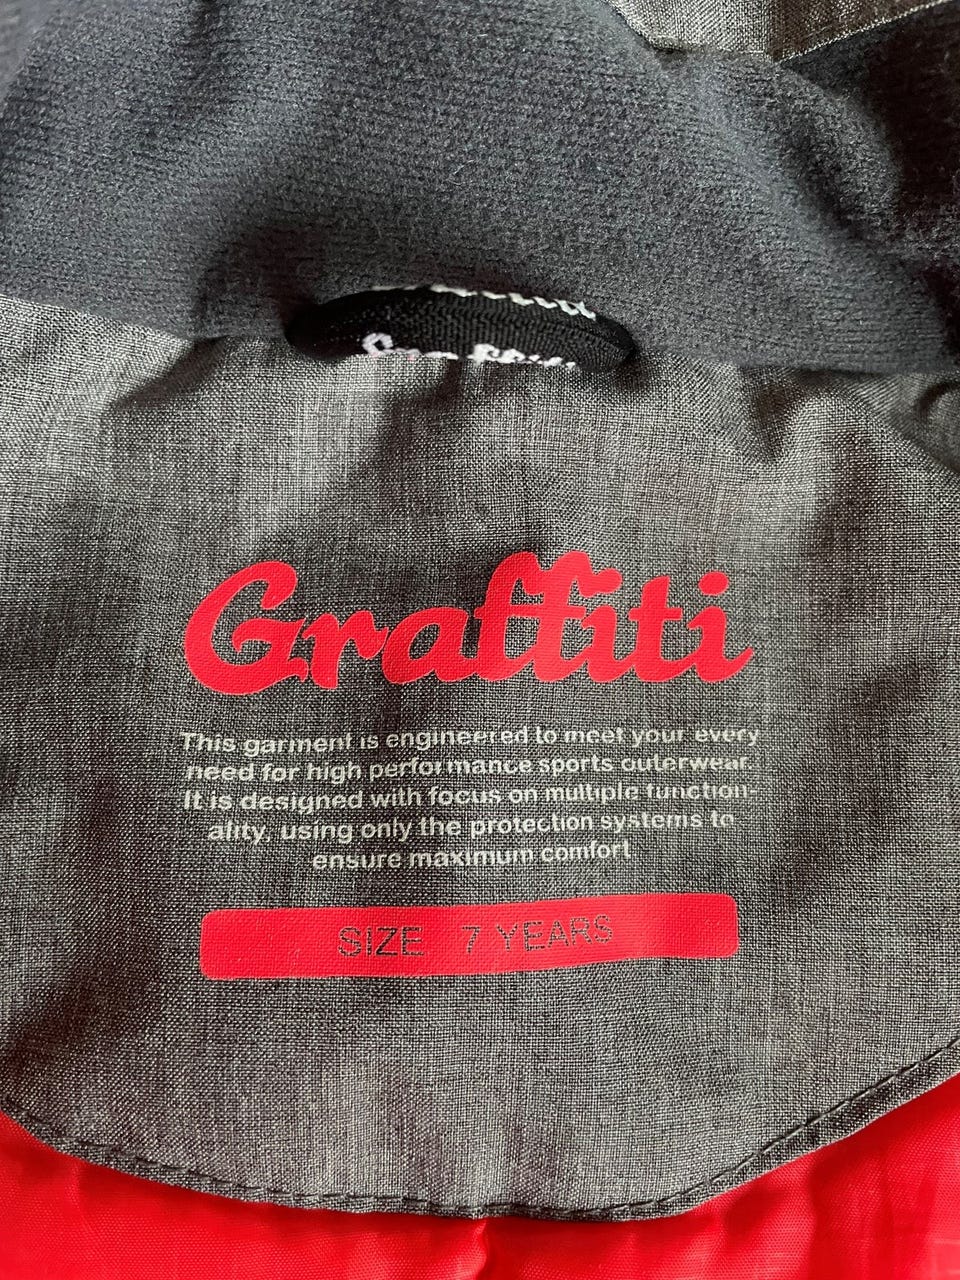 Graffiti
This garment is engineered to meet your every
need for high performance sports outerwear.
It is designed with focus on multiple function-
ality, using only the protection systems to
ensure maximum comfort
SIZE 7 YEARS